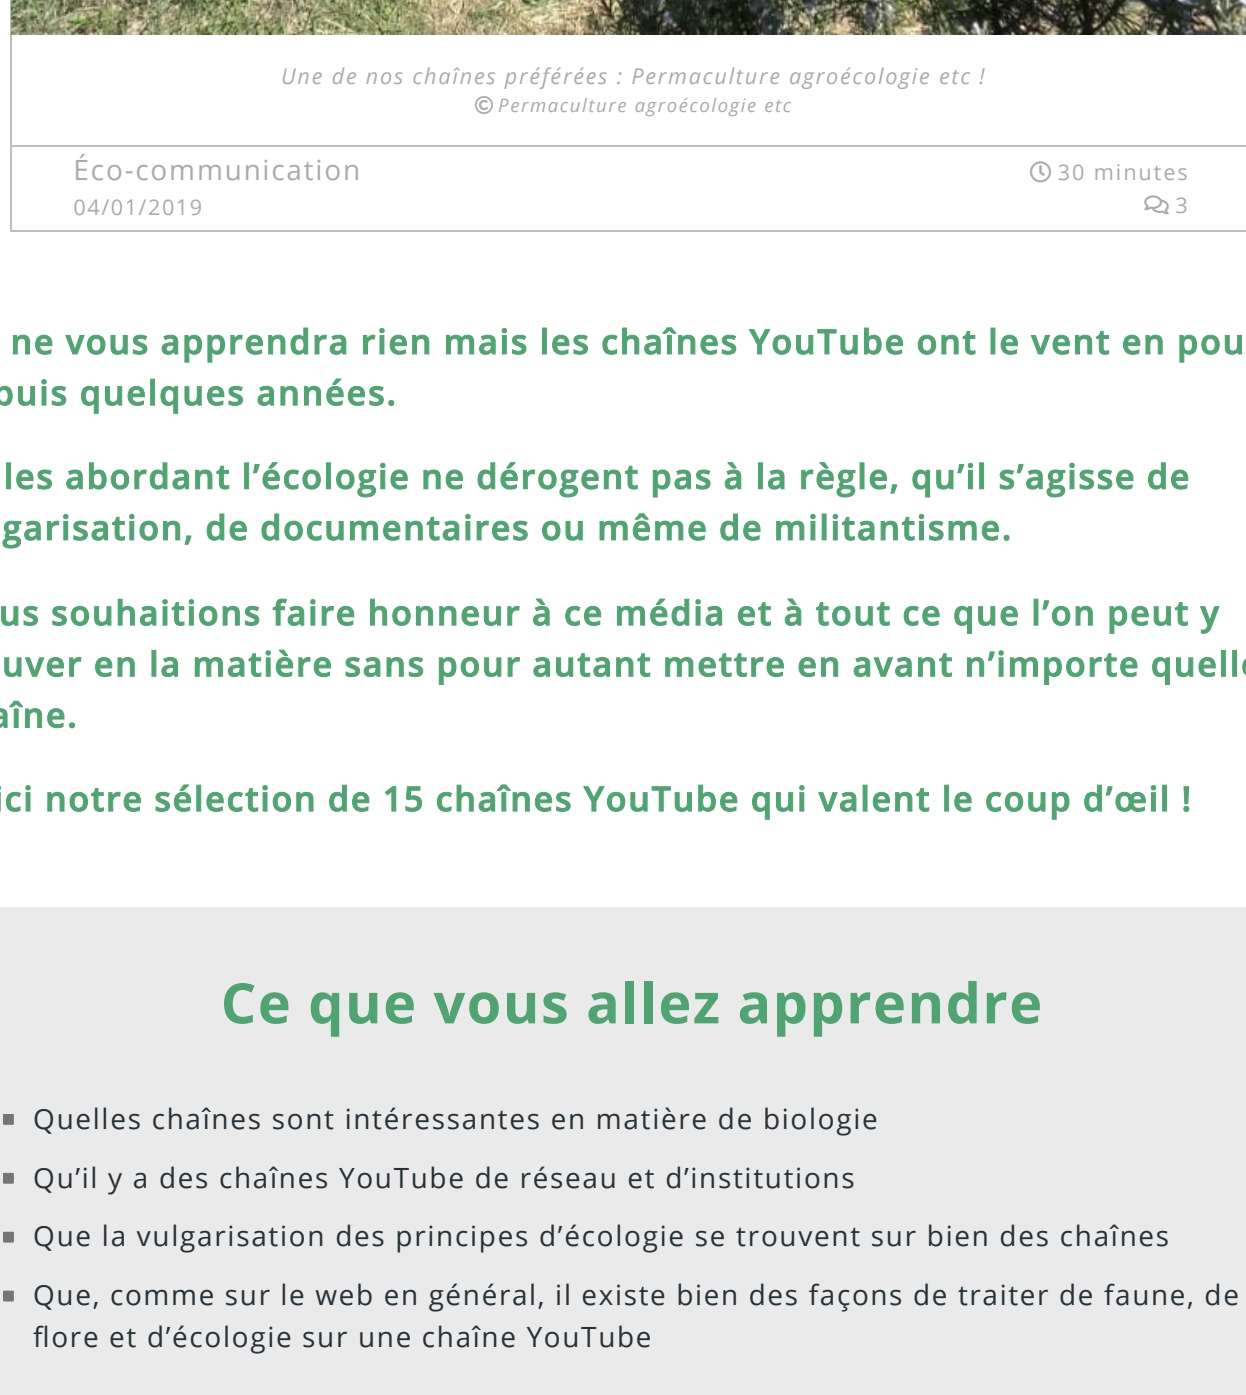 Une de nos chaînes préférées : Permaculture agroécologie etc !
© Permaculture agroécologie etc
Éco-communication
30 minutes
04/01/2019
3
ne vous apprendra rien mais les chaînes YouTube ont le vent en pou
puis quelques années.
les abordant l’écologie ne dérogent pas à la règle, qu’il s’agisse de
garisation, de documentaires ou même de militantisme.
us souhaitions faire honneur à ce média et à tout ce que l’on peut y
uver en la matière sans pour autant mettre en avant n’importe quelle
aîne.
ici notre sélection de 15 chaînes YouTube qui valent le coup d’œil !
Ce que vous allez apprendre
Quelles chaînes sont intéressantes en matière de biologie
Qu’il y a des chaînes YouTube de réseau et d’institutions
Que la vulgarisation des principes d’écologie se trouvent sur bien des chaînes
Que, comme sur le web en général, il existe bien des façons de traiter de faune, de
flore et d’écologie sur une chaîne YouTube